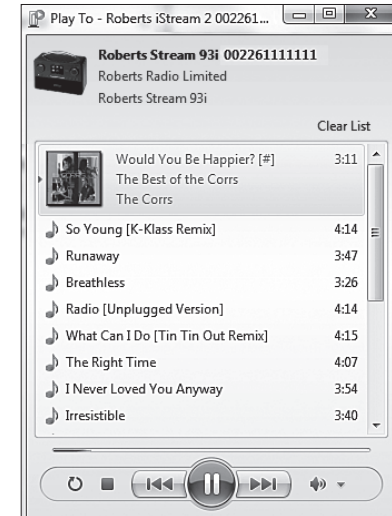 Play To - Roberts iStream 2 002261...
Roberts Stream 93i 002261111111
Roberts Radio Limited
Roberts Stream 93i
Clear List
Would You Be Happier? [#] 3:11
The Best of the Corrs
The Corrs
So Young [K-Klass Remix] 4:14
Runaway 3:47
Breathless 3:26
Radio [Unplugged Version] 4:14
What Can I Do [Tin Tin Out Remix] 4:15
The Right Time 4:07
I Never Loved You Anyway 3:54
Irresistible 3:40